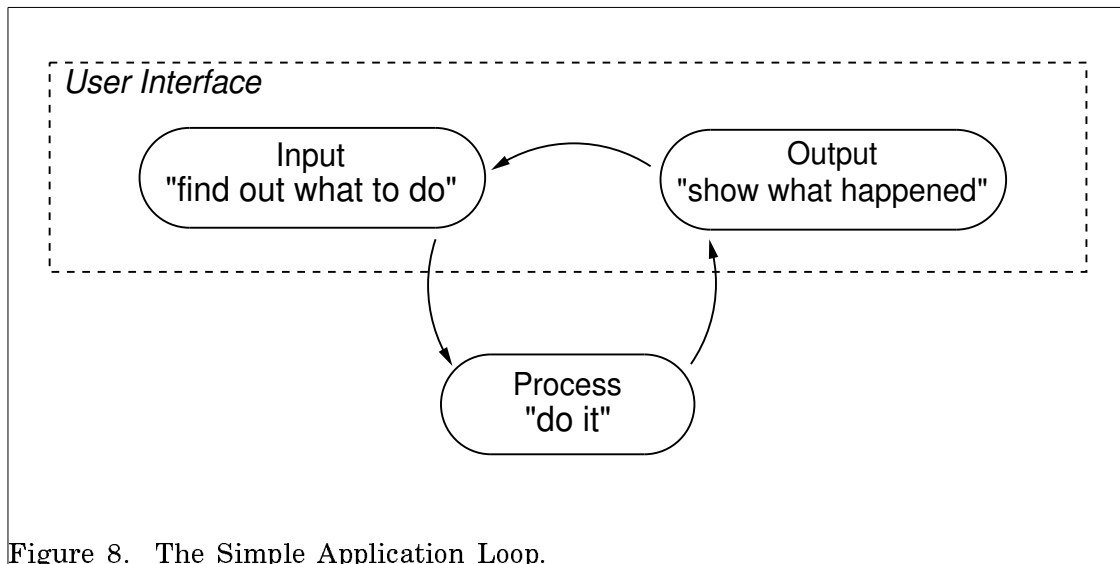 User Interface
Input
"find out what to do"
Output
"show what happened"
Process
"do it"
Figure 8. The Simple Application Loop.